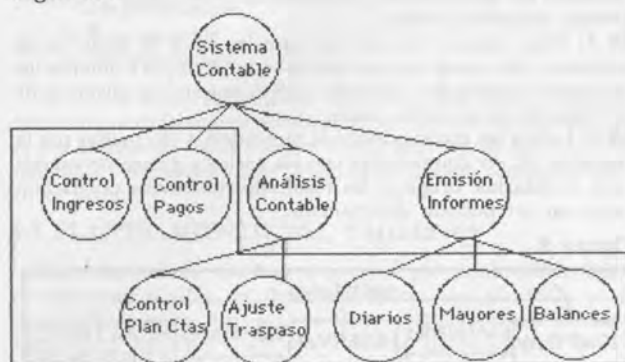 Sistema
Contable
Control
Ingresos
Control
Pagos
Análisis
Contable
Emisión
Informes
Control
Plan Ctas
Ajuste
Traspaso
Diarios
Mayores
Balances